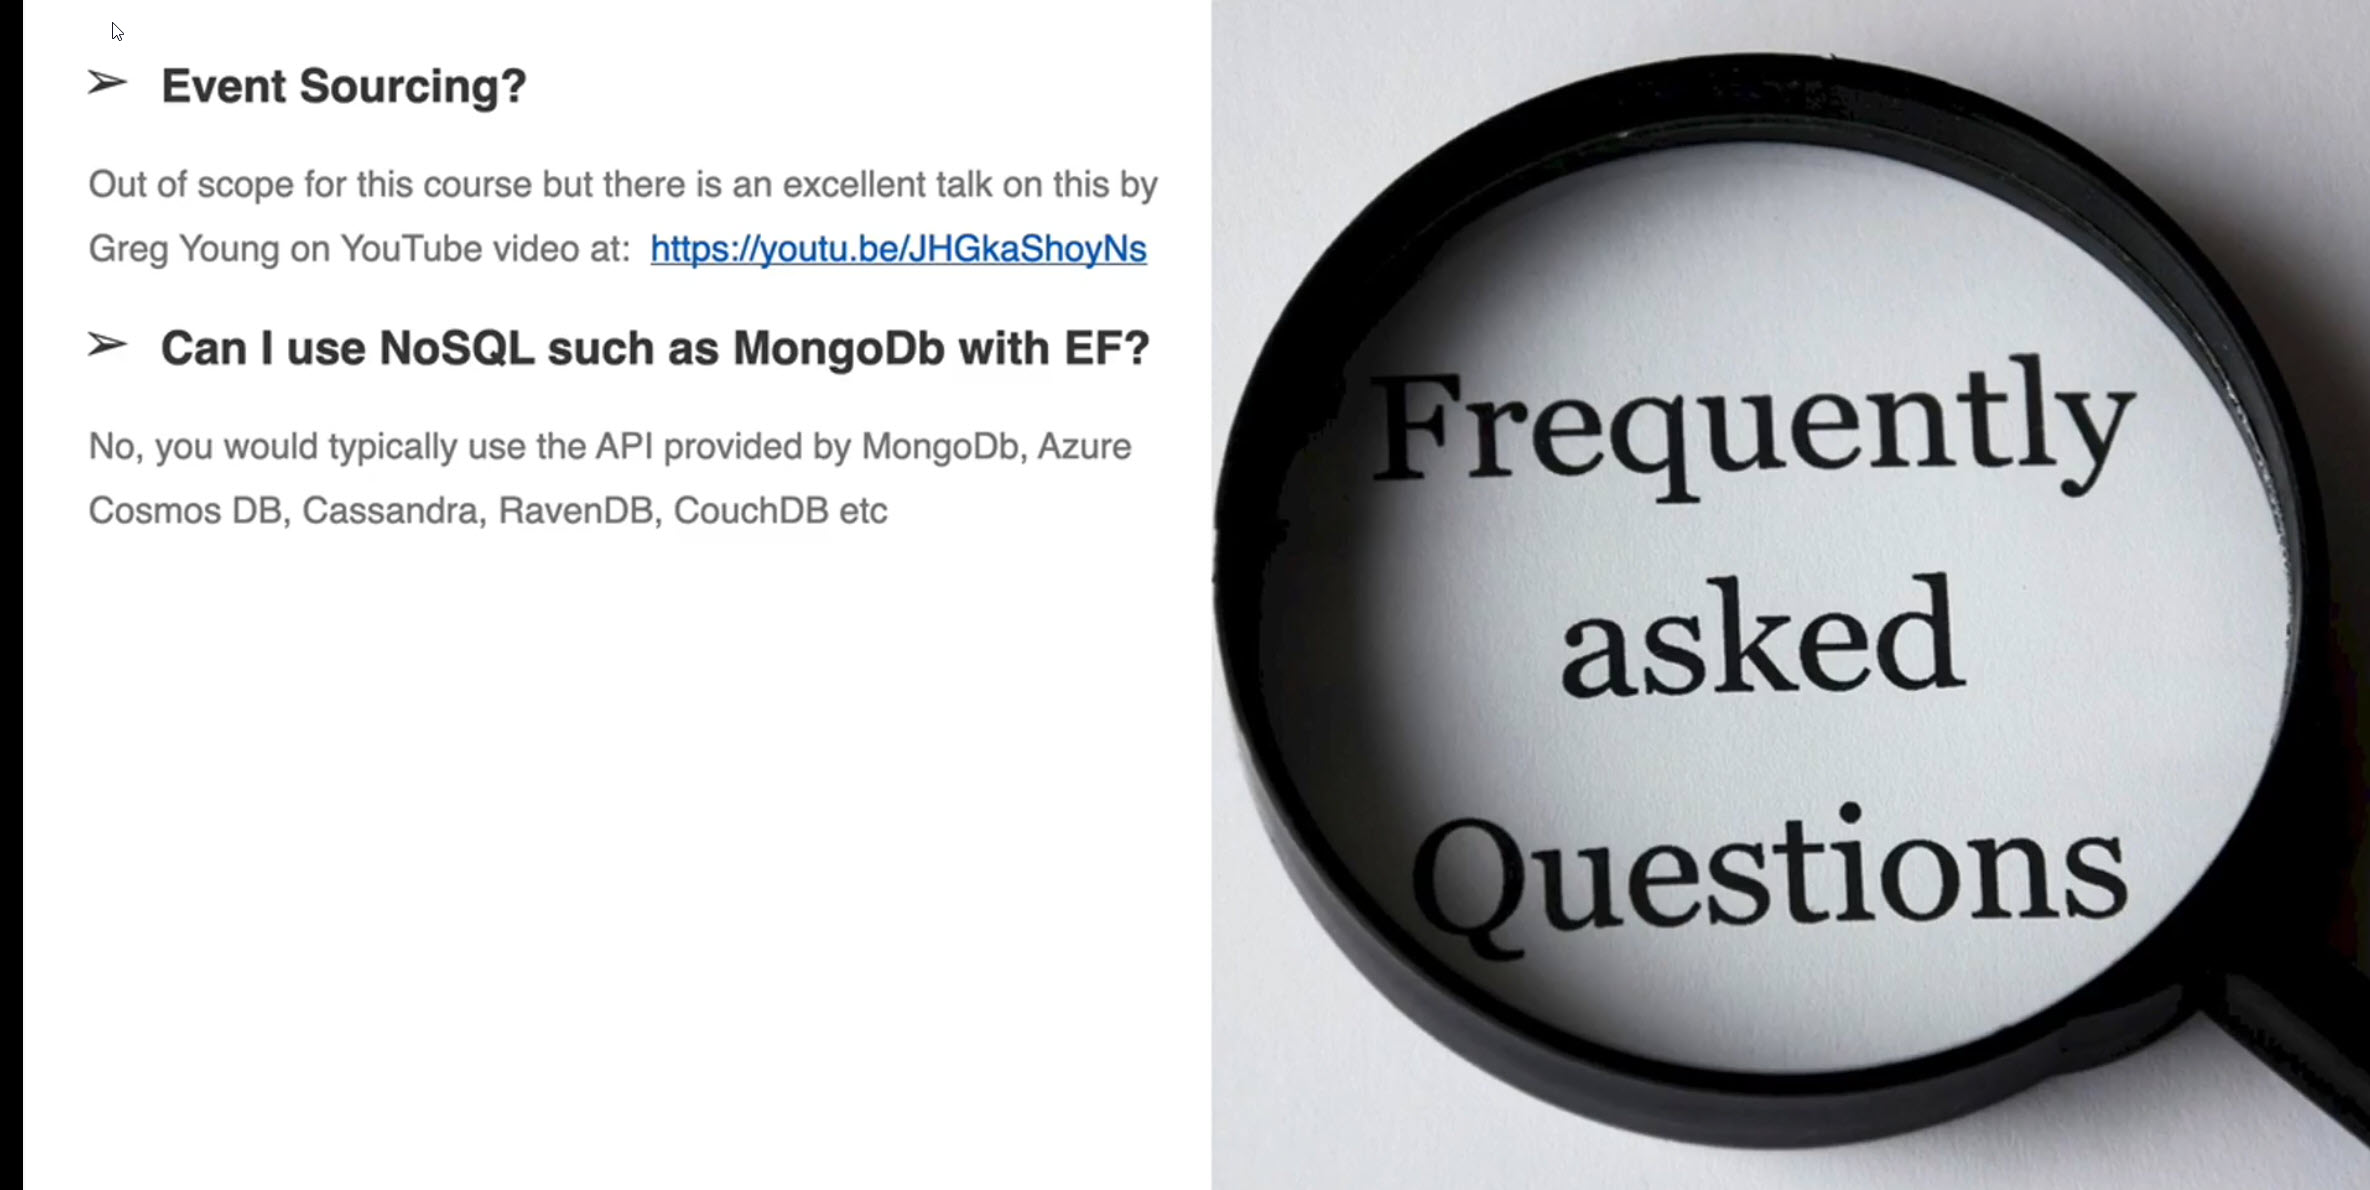 ➢ Event Sourcing?
Out of scope for this course but there is an excellent talk on this by
Greg Young on YouTube video at: https://youtu.be/JHGkaShoyNs
➢ Can I use NoSQL such as MongoDb with EF?
No, you would typically use the API provided by MongoDb, Azure
Cosmos DB, Cassandra, RavenDB, CouchDB etc
Frequently
asked
Questions